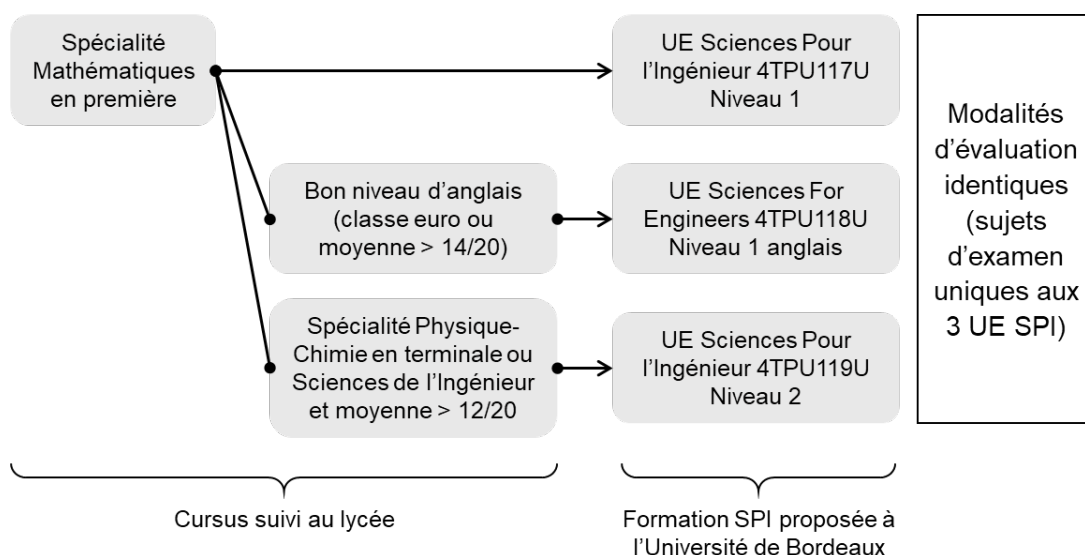 Spécialité
Mathématiques
en première
UE Sciences Pour
l'Ingénieur 4TPU117U
Niveau 1
Bon niveau d'anglais
(classe euro ou
moyenne > 14/20)
UE Sciences For
Engineers 4TPU118U
Niveau 1 anglais
Spécialité Physique-
Chimie en terminale ou
Sciences de l'Ingénieur
et moyenne > 12/20
UE Sciences Pour
l'Ingénieur 4TPU119U
Niveau 2
Modalités
d'évaluation
identiques
(sujets
d'examen
uniques aux
3 UE SPI)
Cursus suivi au lycée
Formation SPI proposée à
l'Université de Bordeaux